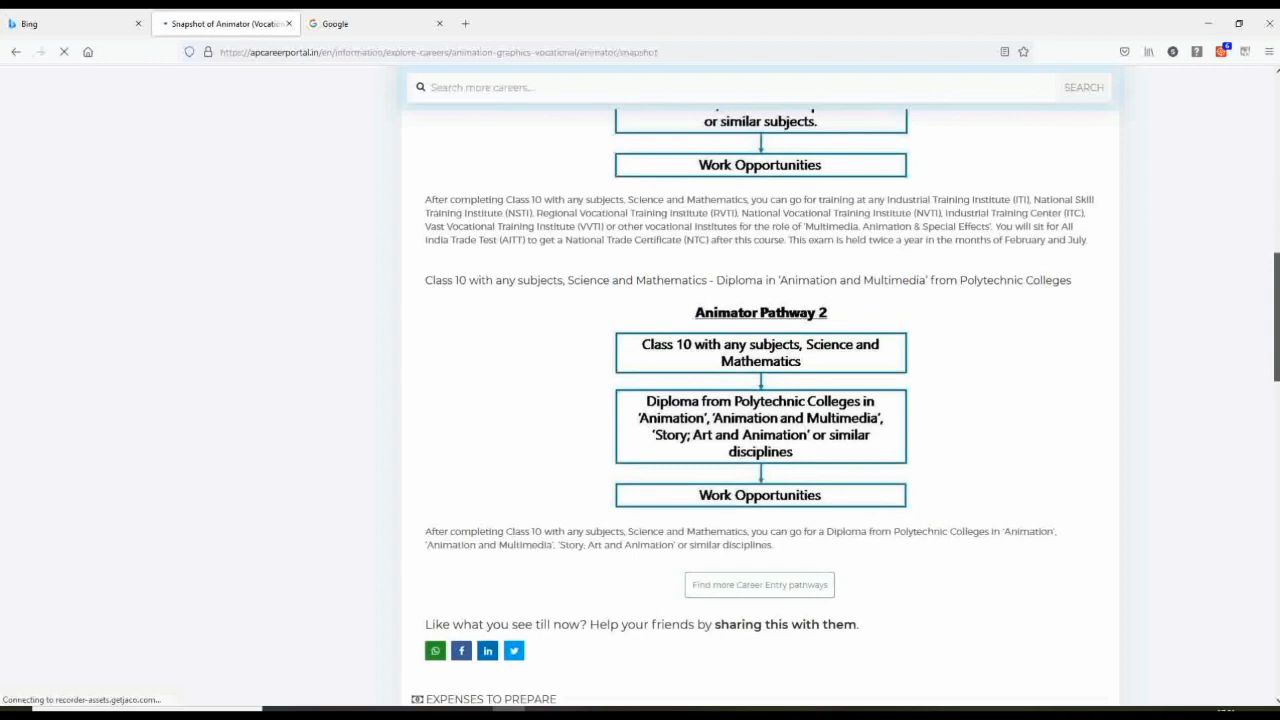 Bing
Snapshot of Animator (Vocation
Google
https://apcareerportal.in/en/information/explore-careers/animation-graphics-vocational/animator/snapshot
6
Search more careers...
SEARCH
or similar subjects.
Work Opportunities
After completing Class 10 with any subjects, Science and Mathematics, you can go for training at any Industrial Training Institute (ITI), National Skill
Training Institute (NSTI), Regional Vocational Training Institute (RVTI), National Vocational Training Institute (NVTI), Industrial Training Center (ITC),
Vast Vocational Training Institute (VVTI) or other vocational Institutes for the role of 'Multimedia, Animation & Special Effects'. You will sit for All
India Trade Test (AITT) to get a National Trade Certificate (NTC) after this course. This exam is held twice a year in the months of February and July.
Class 10 with any subjects, Science and Mathematics - Diploma in 'Animation and Multimedia' from Polytechnic Colleges
Animator Pathway 2
Class 10 with any subjects, Science and
Mathematics
Diploma from Polytechnic Colleges in
'Animation', 'Animation and Multimedia',
'Story; Art and Animation' or similar
disciplines
Work Opportunities
After completing Class 10 with any subjects, Science and Mathematics, you can go for a Diploma from Polytechnic Colleges in 'Animation',
'Animation and Multimedia', 'Story; Art and Animation' or similar disciplines.
Find more Career Entry pathways
Like what you see till now? Help your friends by sharing this with them.
EXPENSES TO PREPARE
Connecting to recorder-assets.getjaco.com...